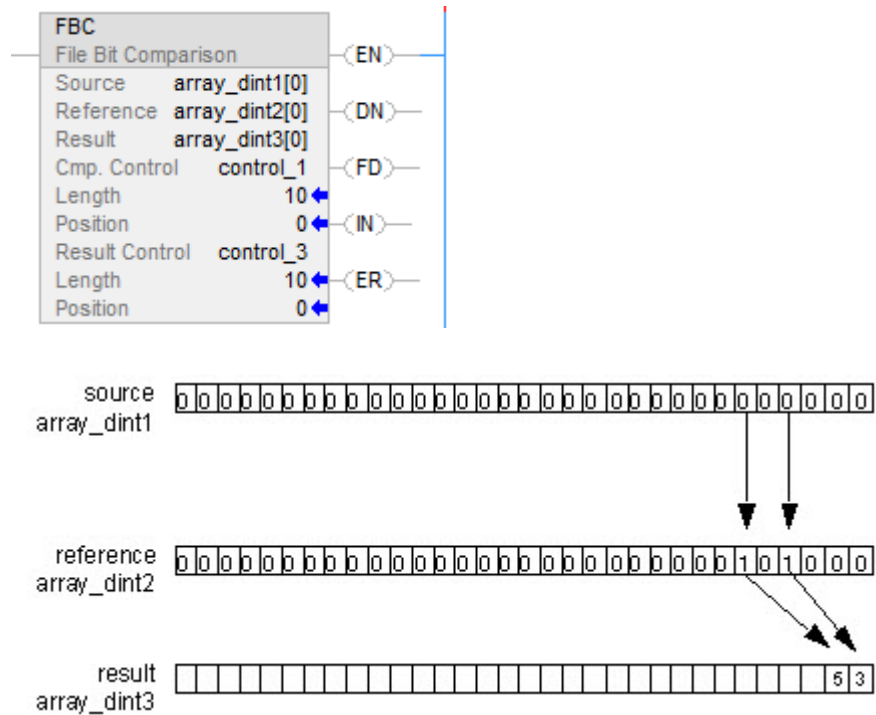 FBC
File Bit Comparison (EN)
Source array_dint1[0]
Reference array_dint2[0] (DN)
Result array_dint3[0]
Cmp. Control control_1 (FD)
Length 10
Position 0 (IN)
Result Control control_3
Length 10 (ER)
Position 0
source 0 0 0 0 0 0 0 0 0 0 0 0 0 0 0 0 0 0 0 0 0 0 0 0 0 0 0 0 0 0 0 0
array_dint1
reference 0 0 0 0 0 0 0 0 0 0 0 0 0 0 0 0 0 0 0 0 0 0 0 0 0 0 1 0 1 0 0 0
array_dint2
result 5 3
array_dint3